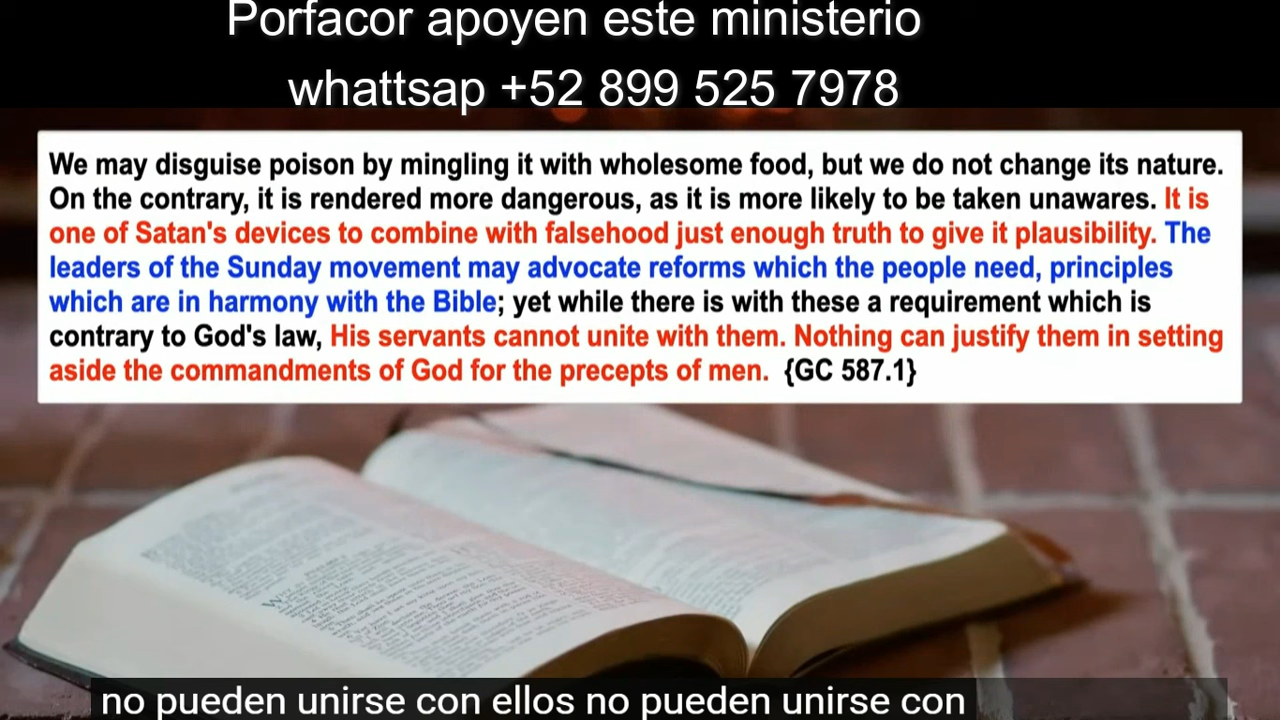 Porfacor apoyen este ministerio
whattsap +52 899 525 7978
We may disguise poison by mingling it with wholesome food, but we do not change its nature.
On the contrary, it is rendered more dangerous, as it is more likely to be taken unawares. It is
one of Satan's devices to combine with falsehood just enough truth to give it plausibility. The
leaders of the Sunday movement may advocate reforms which the people need, principles
which are in harmony with the Bible; yet while there is with these a requirement which is
contrary to God's law, His servants cannot unite with them. Nothing can justify them in setting
aside the commandments of God for the precepts of men. {GC 587.1}
no pueden unirse con ellos no pueden unirse con